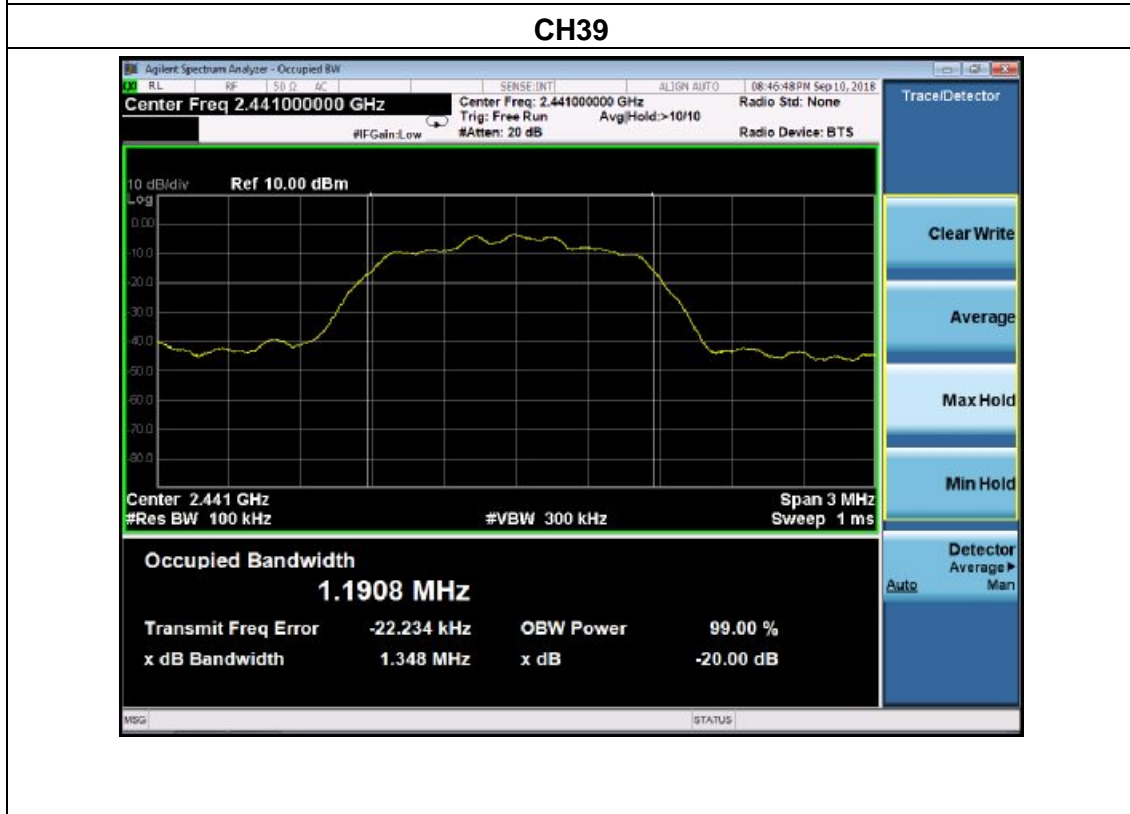 CH39
Agilent Spectrum Analyzer - Occupied BW
RL RF 50 Ω AC SENSE:INT ALIGN AUTO 08:46:48 PM Sep 10, 2018
Center Freq 2.441000000 GHz
Center Freq: 2.441000000 GHz Radio Std: None
Trig: Free Run Avg|Hold:>10/10
#IFGain:Low #Atten: 20 dB Radio Device: BTS
10 dB/div Ref 10.00 dBm
Log
0.00
-10.0
-20.0
-30.0
-40.0
-50.0
-60.0
-70.0
-80.0
Center 2.441 GHz Span 3 MHz
#Res BW 100 kHz #VBW 300 kHz Sweep 1 ms
Occupied Bandwidth
1.1908 MHz
Transmit Freq Error -22.234 kHz OBW Power 99.00 %
x dB Bandwidth 1.348 MHz x dB -20.00 dB
MSG STATUS
Trace/Detector
Clear Write
Average
Max Hold
Min Hold
Detector
Average▶
Auto Man